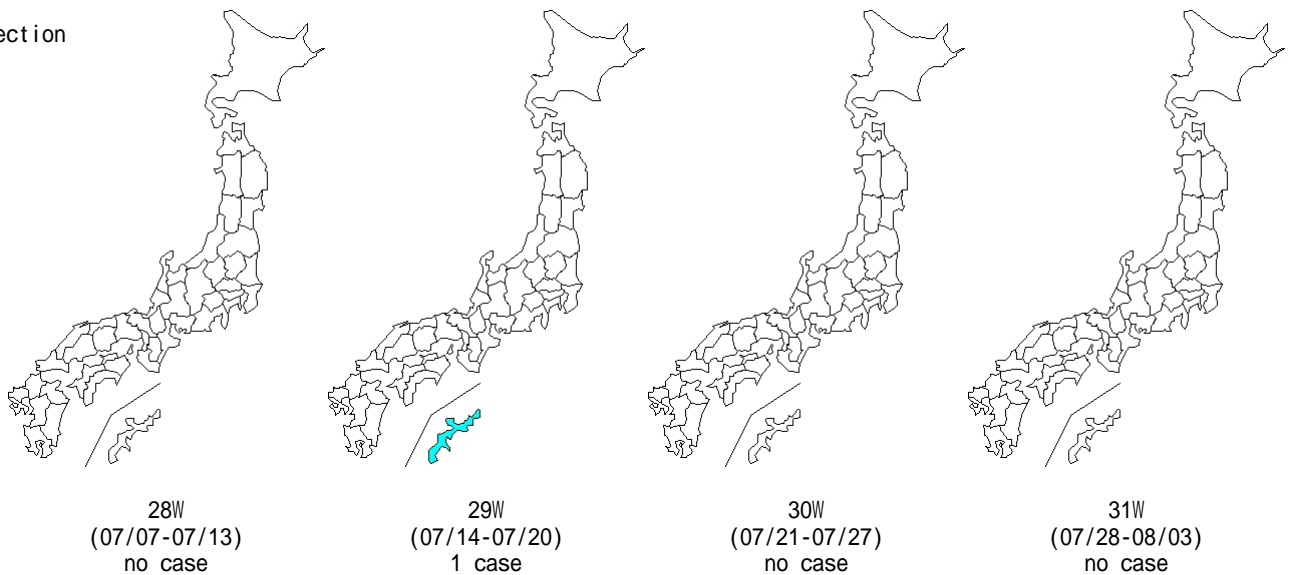 ection
28W
(07/07-07/13)
no case
29W
(07/14-07/20)
1 case
30W
(07/21-07/27)
no case
31W
(07/28-08/03)
no case